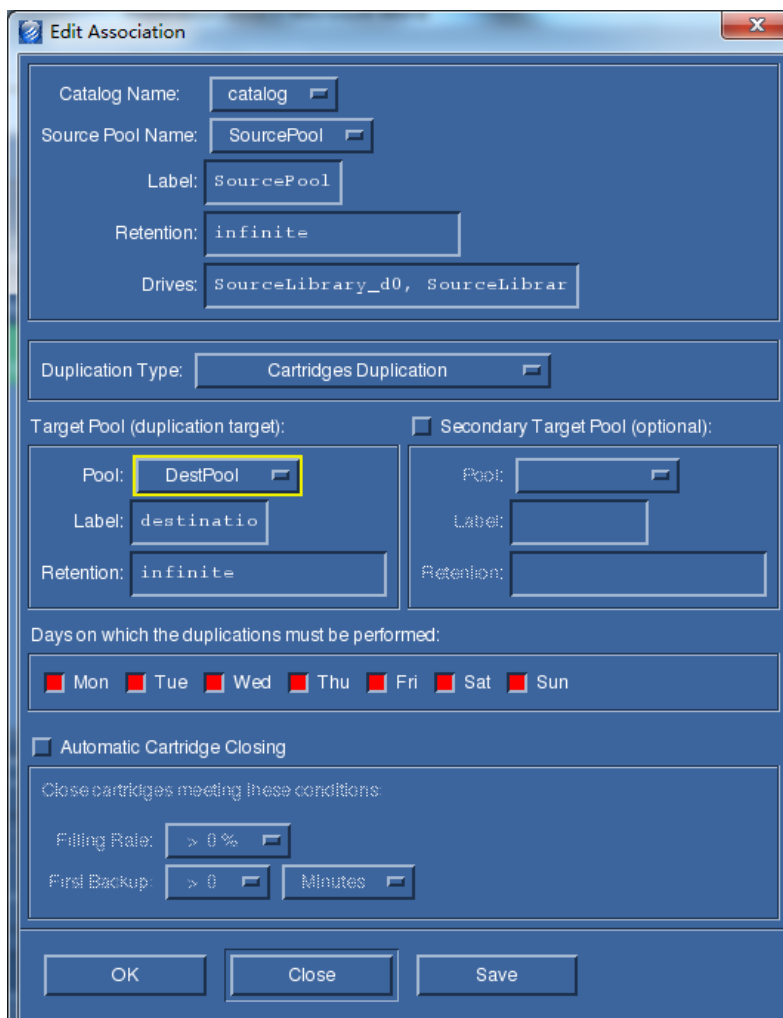 Edit Association
Catalog Name: catalog
Source Pool Name: SourcePool
Label: SourcePool
Retention: infinite
Drives: SourceLibrary_d0, SourceLibrar
Duplication Type: Cartridges Duplication
Target Pool (duplication target):
Pool: DestPool
Label: destinatio
Retention: infinite
Secondary Target Pool (optional):
Pool:
Label:
Retention:
Days on which the duplications must be performed:
Mon Tue Wed Thu Fri Sat Sun
Automatic Cartridge Closing
Close cartridges meeting these conditions:
Filling Rate: > 0 %
First Backup: > 0 Minutes
OK Close Save